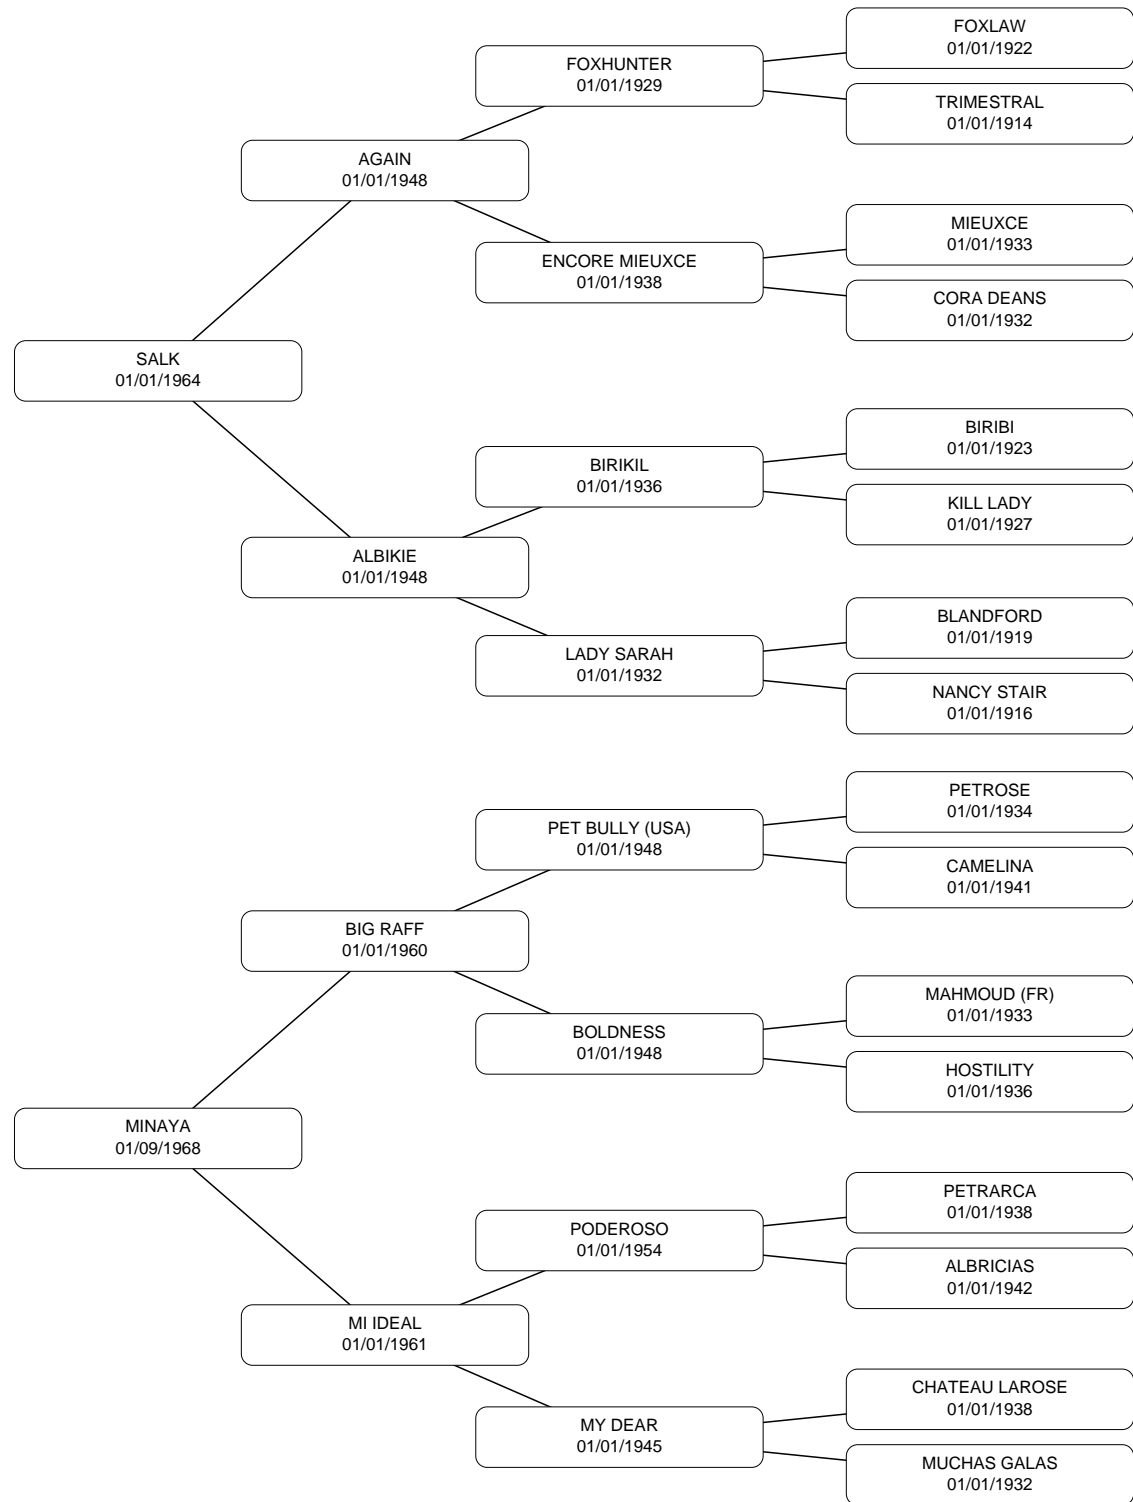 FOXLAW
01/01/1922
FOXHUNTER
01/01/1929
TRIMESTRAL
01/01/1914
AGAIN
01/01/1948
MIEUXCE
01/01/1933
ENCORE MIEUXCE
01/01/1938
CORA DEANS
01/01/1932
SALK
01/01/1964
BIRIBI
01/01/1923
BIRIKIL
01/01/1936
KILL LADY
01/01/1927
ALBIKIE
01/01/1948
BLANDFORD
01/01/1919
LADY SARAH
01/01/1932
NANCY STAIR
01/01/1916
PETROSE
01/01/1934
PET BULLY (USA)
01/01/1948
CAMELINA
01/01/1941
BIG RAFF
01/01/1960
MAHMOUD (FR)
01/01/1933
BOLDNESS
01/01/1948
HOSTILITY
01/01/1936
MINAYA
01/09/1968
PETRARCA
01/01/1938
PODEROSO
01/01/1954
ALBRICIAS
01/01/1942
MI IDEAL
01/01/1961
CHATEAU LAROSE
01/01/1938
MY DEAR
01/01/1945
MUCHAS GALAS
01/01/1932